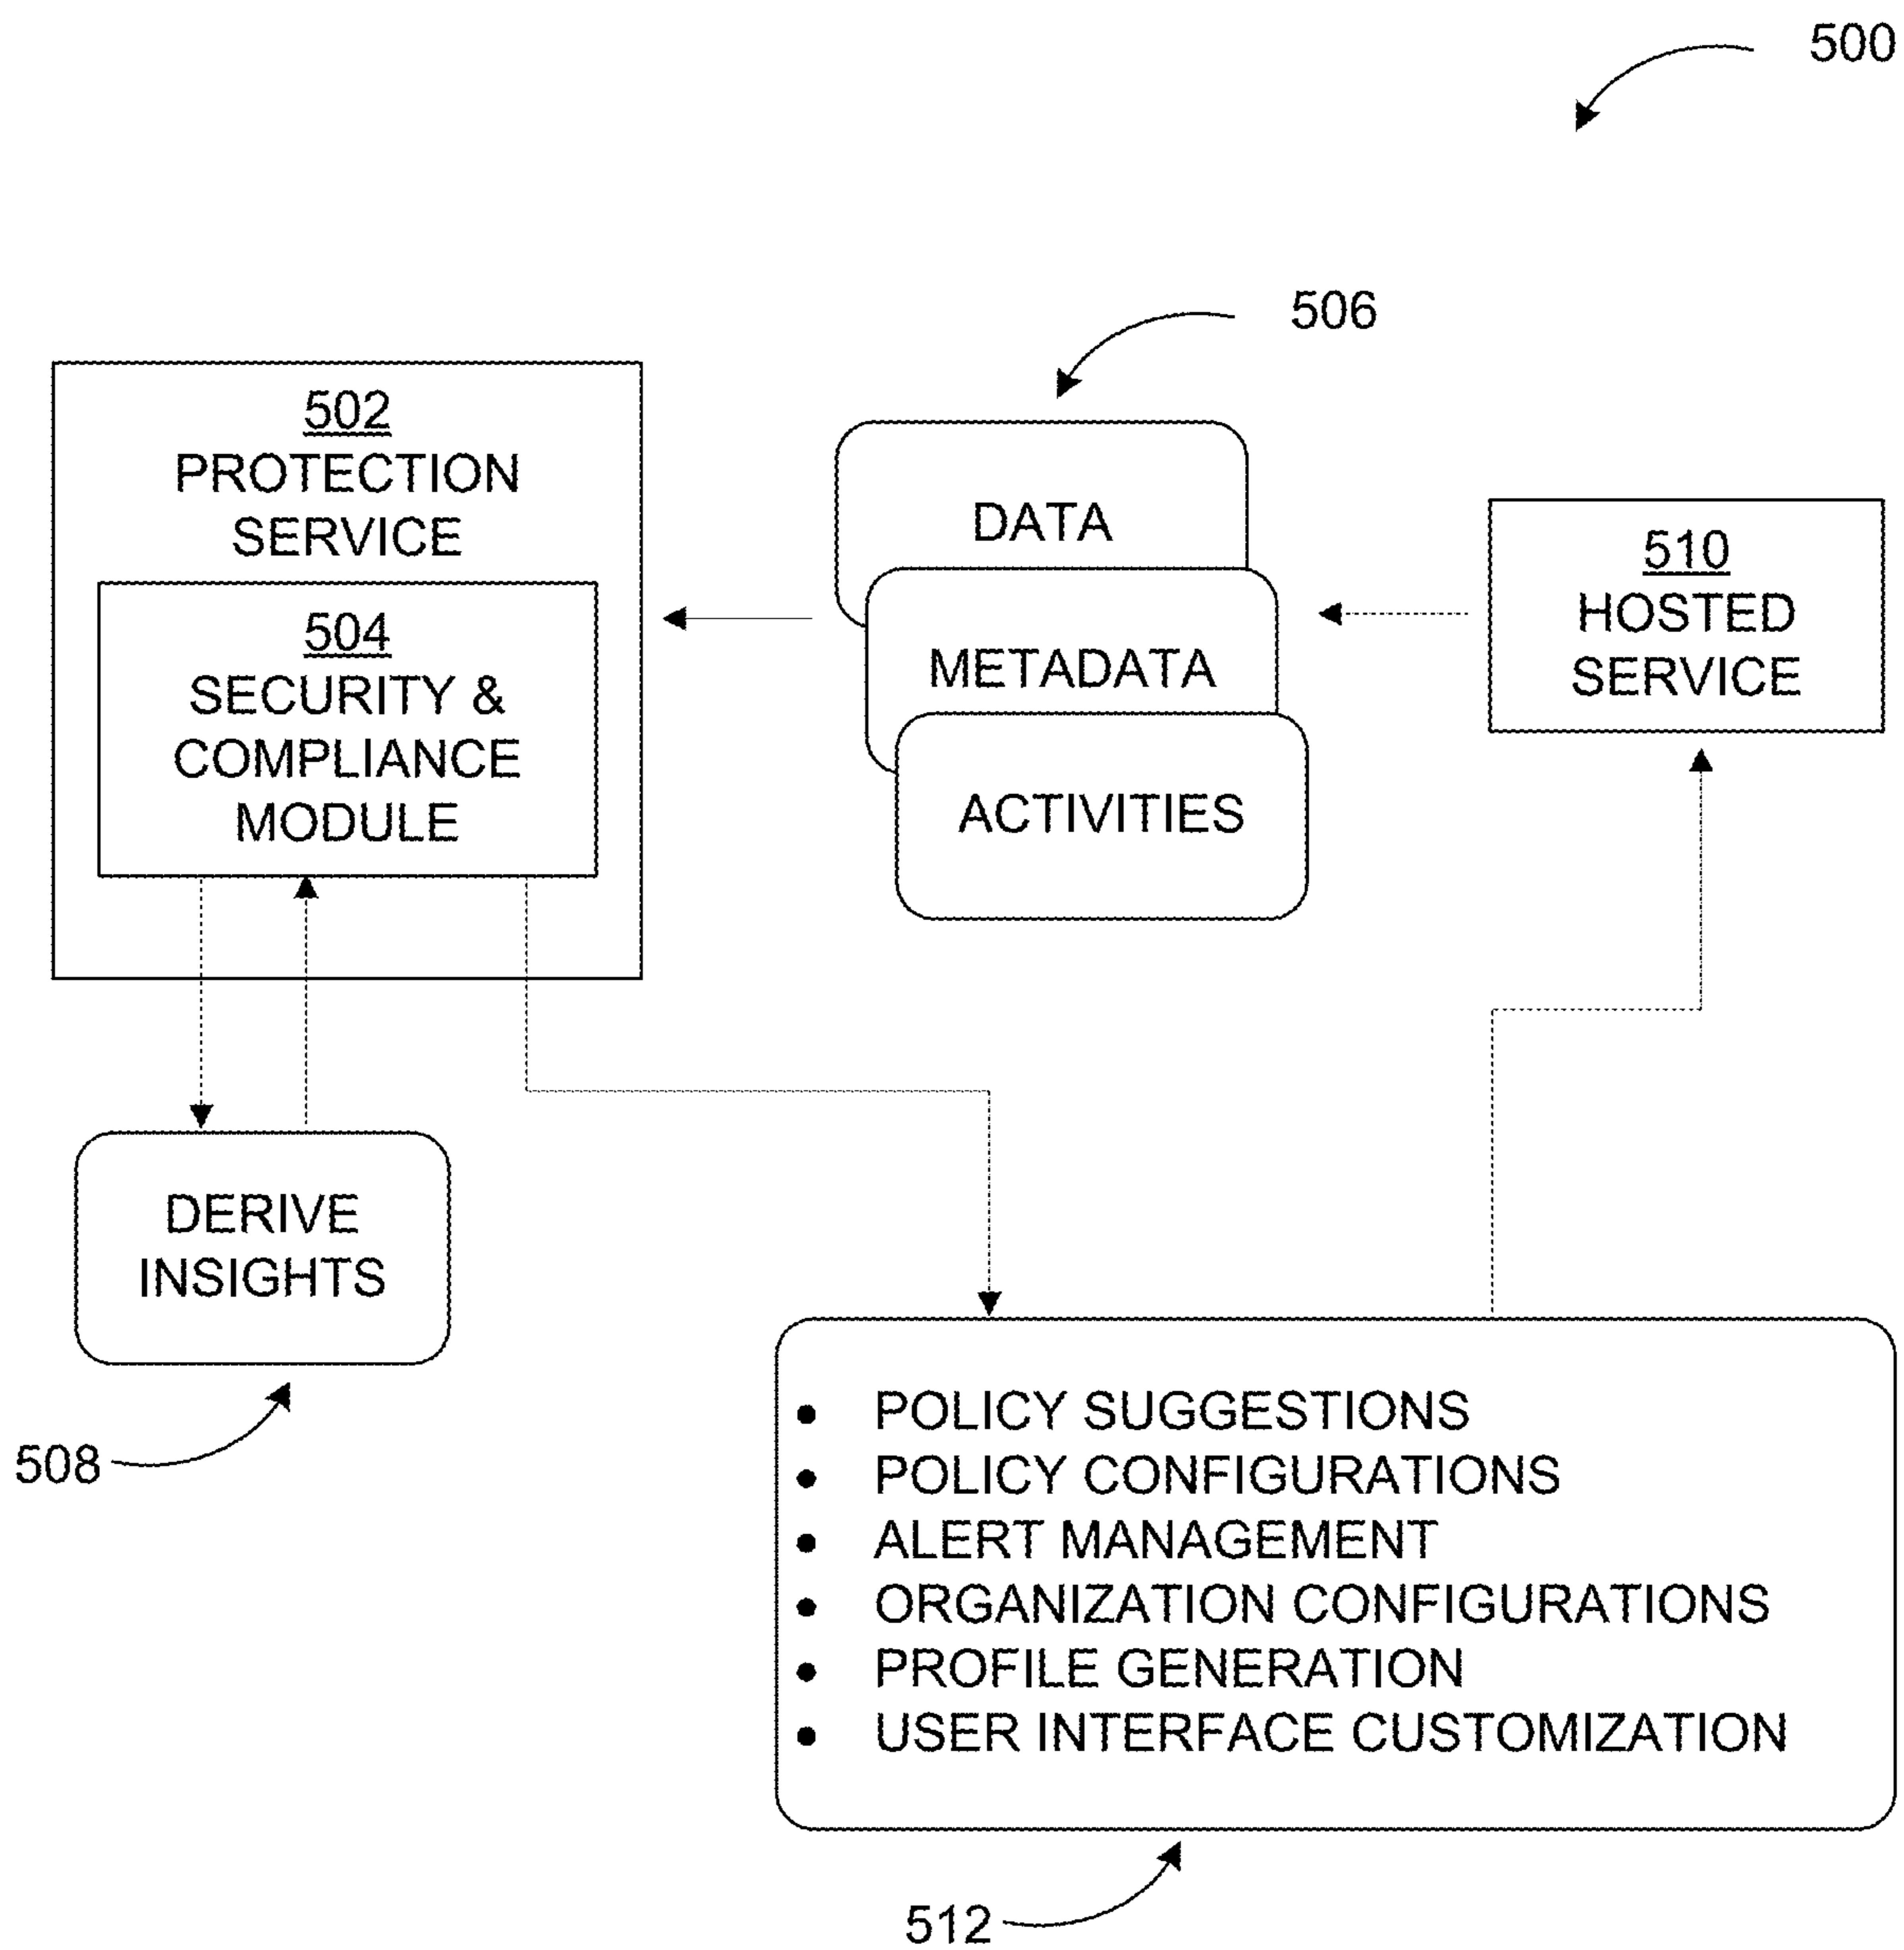 500
506
502
PROTECTION
SERVICE
504
SECURITY &
COMPLIANCE
MODULE
DATA
METADATA
ACTIVITIES
510
HOSTED
SERVICE
DERIVE
INSIGHTS
508
• POLICY SUGGESTIONS
• POLICY CONFIGURATIONS
• ALERT MANAGEMENT
• ORGANIZATION CONFIGURATIONS
• PROFILE GENERATION
• USER INTERFACE CUSTOMIZATION
512